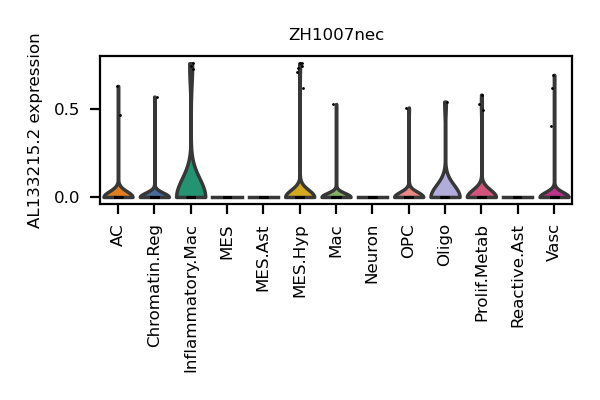 ZH1007nec
AL133215.2 expression
0.5
0.0
AC
Chromatin.Reg
Inflammatory.Mac
MES
MES.Ast
MES.Hyp
Mac
Neuron
OPC
Oligo
Prolif.Metab
Reactive.Ast
Vasc